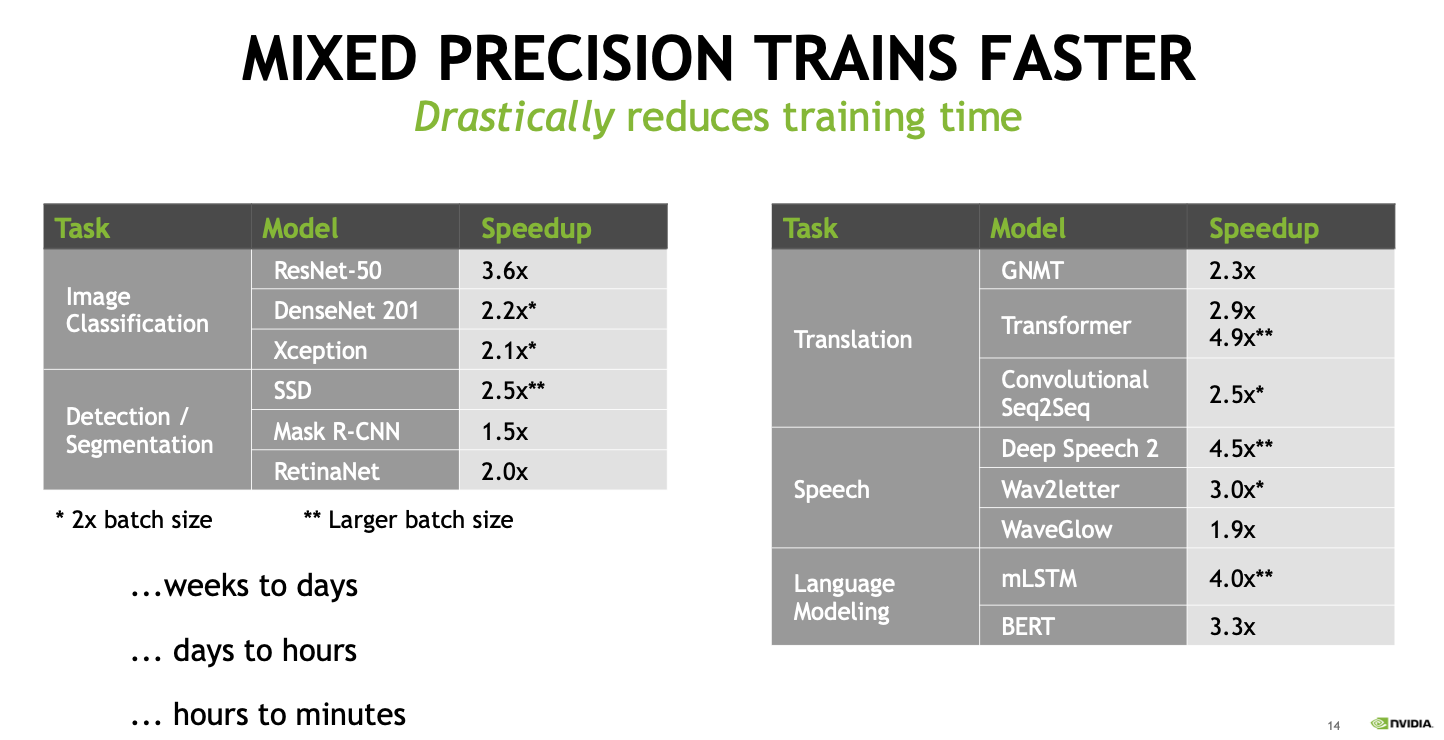 MIXED PRECISION TRAINS FASTER
Drastically reduces training time
Task Model Speedup
Image
Classification
ResNet-50 3.6x
DenseNet 201 2.2x*
Xception 2.1x*
Detection /
Segmentation
SSD 2.5x**
Mask R-CNN 1.5x
RetinaNet 2.0x
* 2x batch size ** Larger batch size
...weeks to days
... days to hours
... hours to minutes
Task Model Speedup
Translation
GNMT 2.3x
Transformer
2.9x
4.9x**
Convolutional
Seq2Seq
2.5x*
Speech
Deep Speech 2 4.5x**
Wav2letter 3.0x*
WaveGlow 1.9x
Language
Modeling
mLSTM 4.0x**
BERT 3.3x
14
NVIDIA.